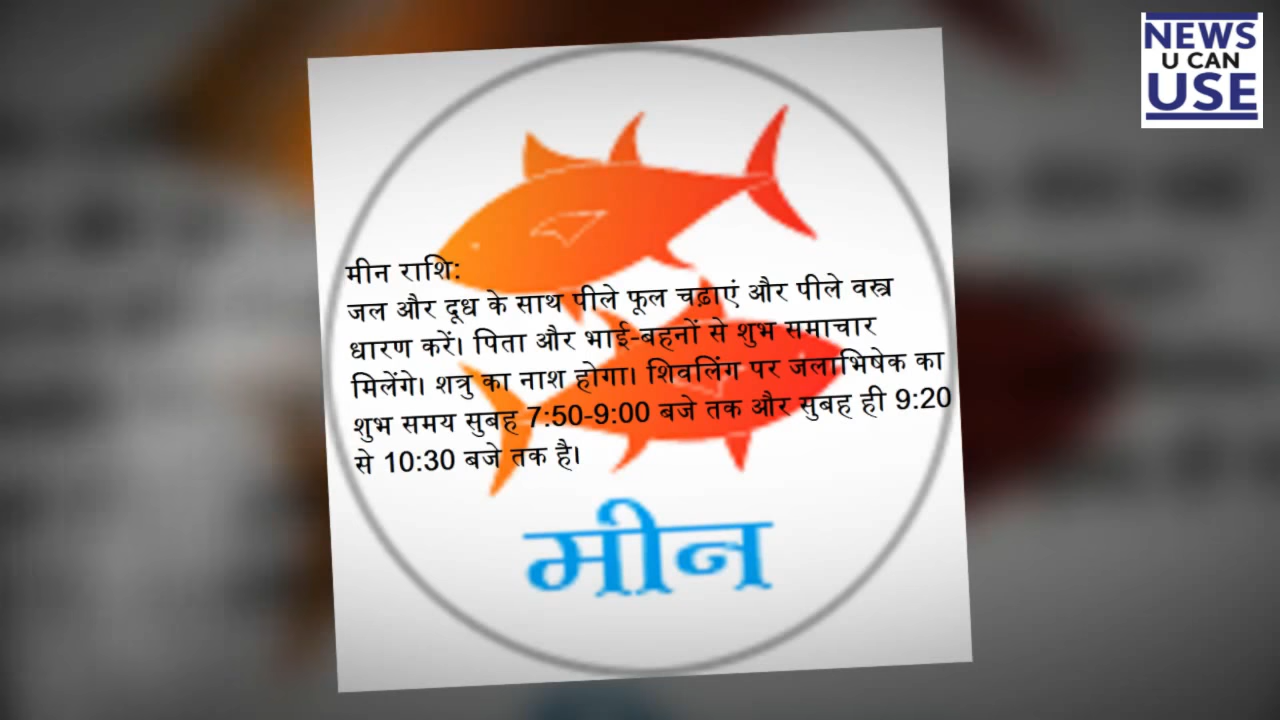 NEWS
U CAN
USE
मीन राशि:
जल और दूध के साथ पीले फूल चढ़ाएं और पीले वस्त्र
धारण करें। पिता और भाई-बहनों से शुभ समाचार
मिलेंगे। शत्रु का नाश होगा। शिवलिंग पर जलाभिषेक का
शुभ समय सुबह 7:50-9:00 बजे तक और सुबह ही 9:20
से 10:30 बजे तक है।
मीन